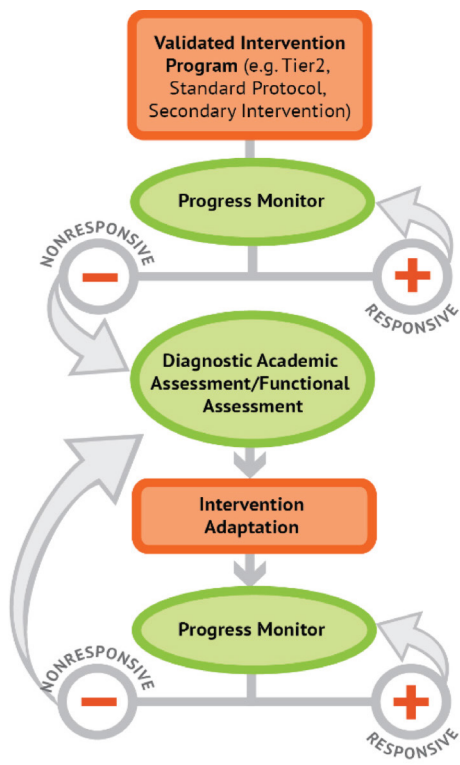 Validated Intervention
Program (e.g. Tier2,
Standard Protocol,
Secondary Intervention)
Progress Monitor
NONRESPONSIVE
−
+
RESPONSIVE
Diagnostic Academic
Assessment/Functional
Assessment
Intervention
Adaptation
Progress Monitor
NONRESPONSIVE
−
+
RESPONSIVE